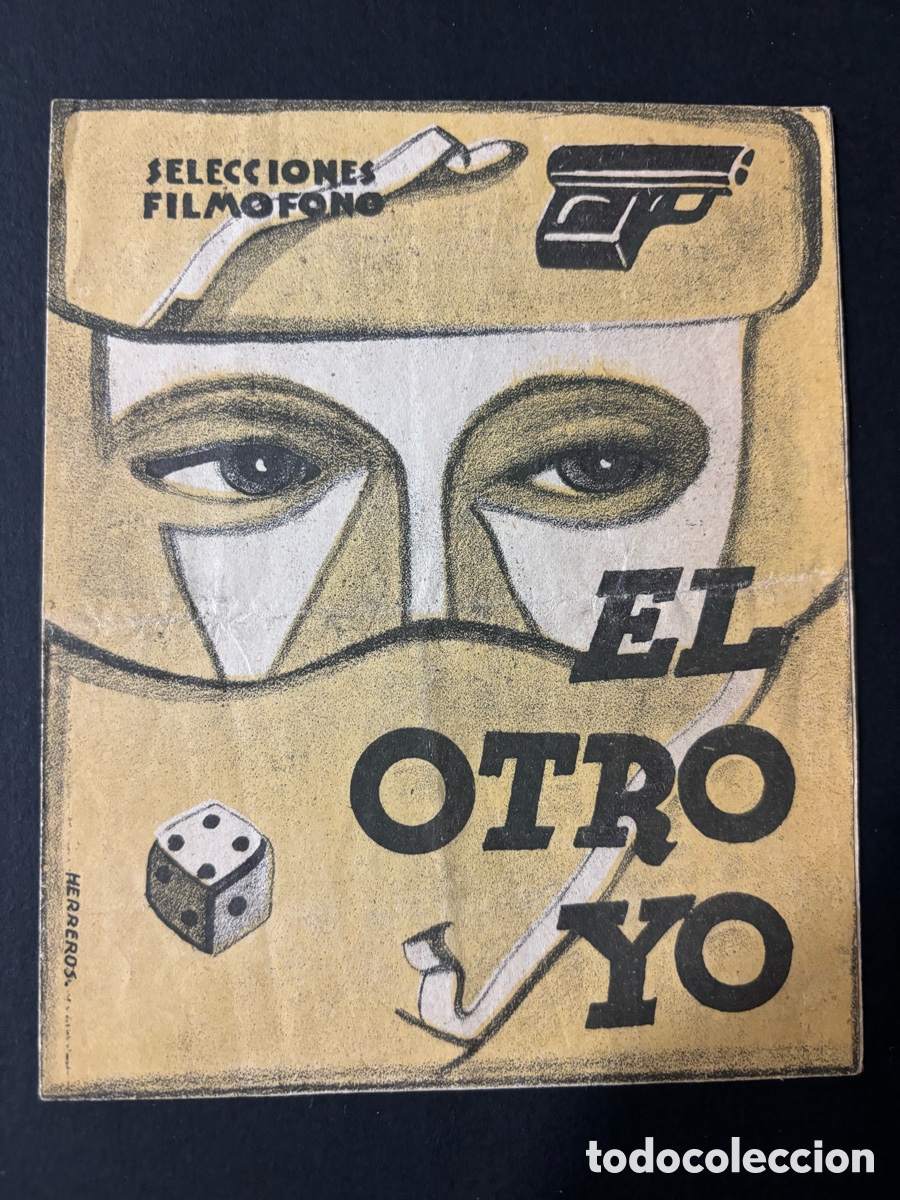 SELECCIONES
FILMOFONO
EL
OTRO
YO
HERREROS.
todocoleccion